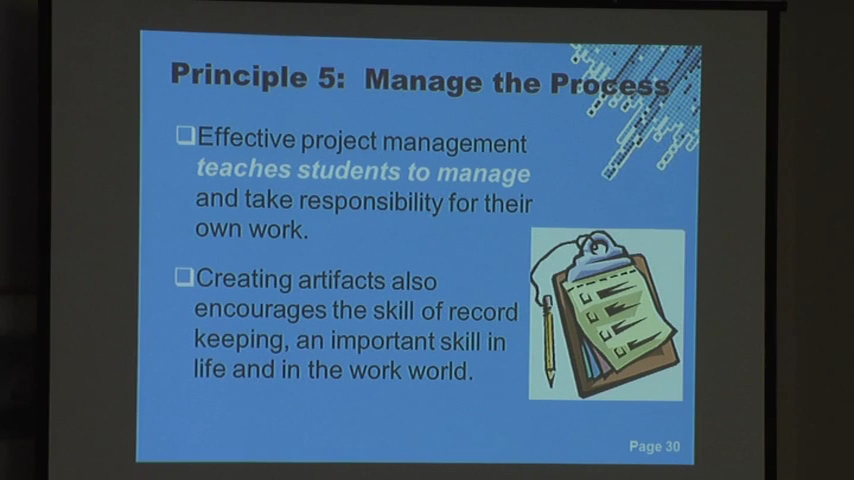 Principle 5: Manage the Process
Effective project management
teaches students to manage
and take responsibility for their
own work.
Creating artifacts also
encourages the skill of record
keeping, an important skill in
life and in the work world.
Page 30